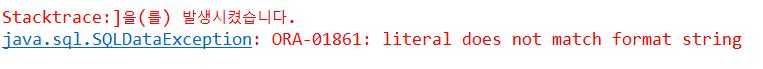 Stacktrace:]을(를) 발생시켰습니다.
java.sql.SQLDataException: ORA-01861: literal does not match format string